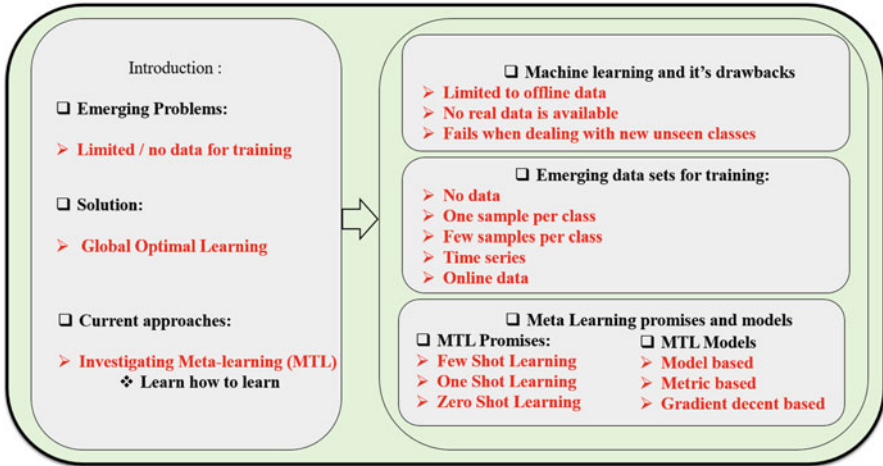 Introduction :
❑ Emerging Problems:
➢ Limited / no data for training
❑ Solution:
➢ Global Optimal Learning
❑ Current approaches:
➢ Investigating Meta-learning (MTL)
❖ Learn how to learn
❑ Machine learning and it's drawbacks
➢ Limited to offline data
➢ No real data is available
➢ Fails when dealing with new unseen classes
❑ Emerging data sets for training:
➢ No data
➢ One sample per class
➢ Few samples per class
➢ Time series
➢ Online data
❑ Meta Learning promises and models
❑ MTL Promises:
➢ Few Shot Learning
➢ One Shot Learning
➢ Zero Shot Learning
❑ MTL Models
➢ Model based
➢ Metric based
➢ Gradient decent based